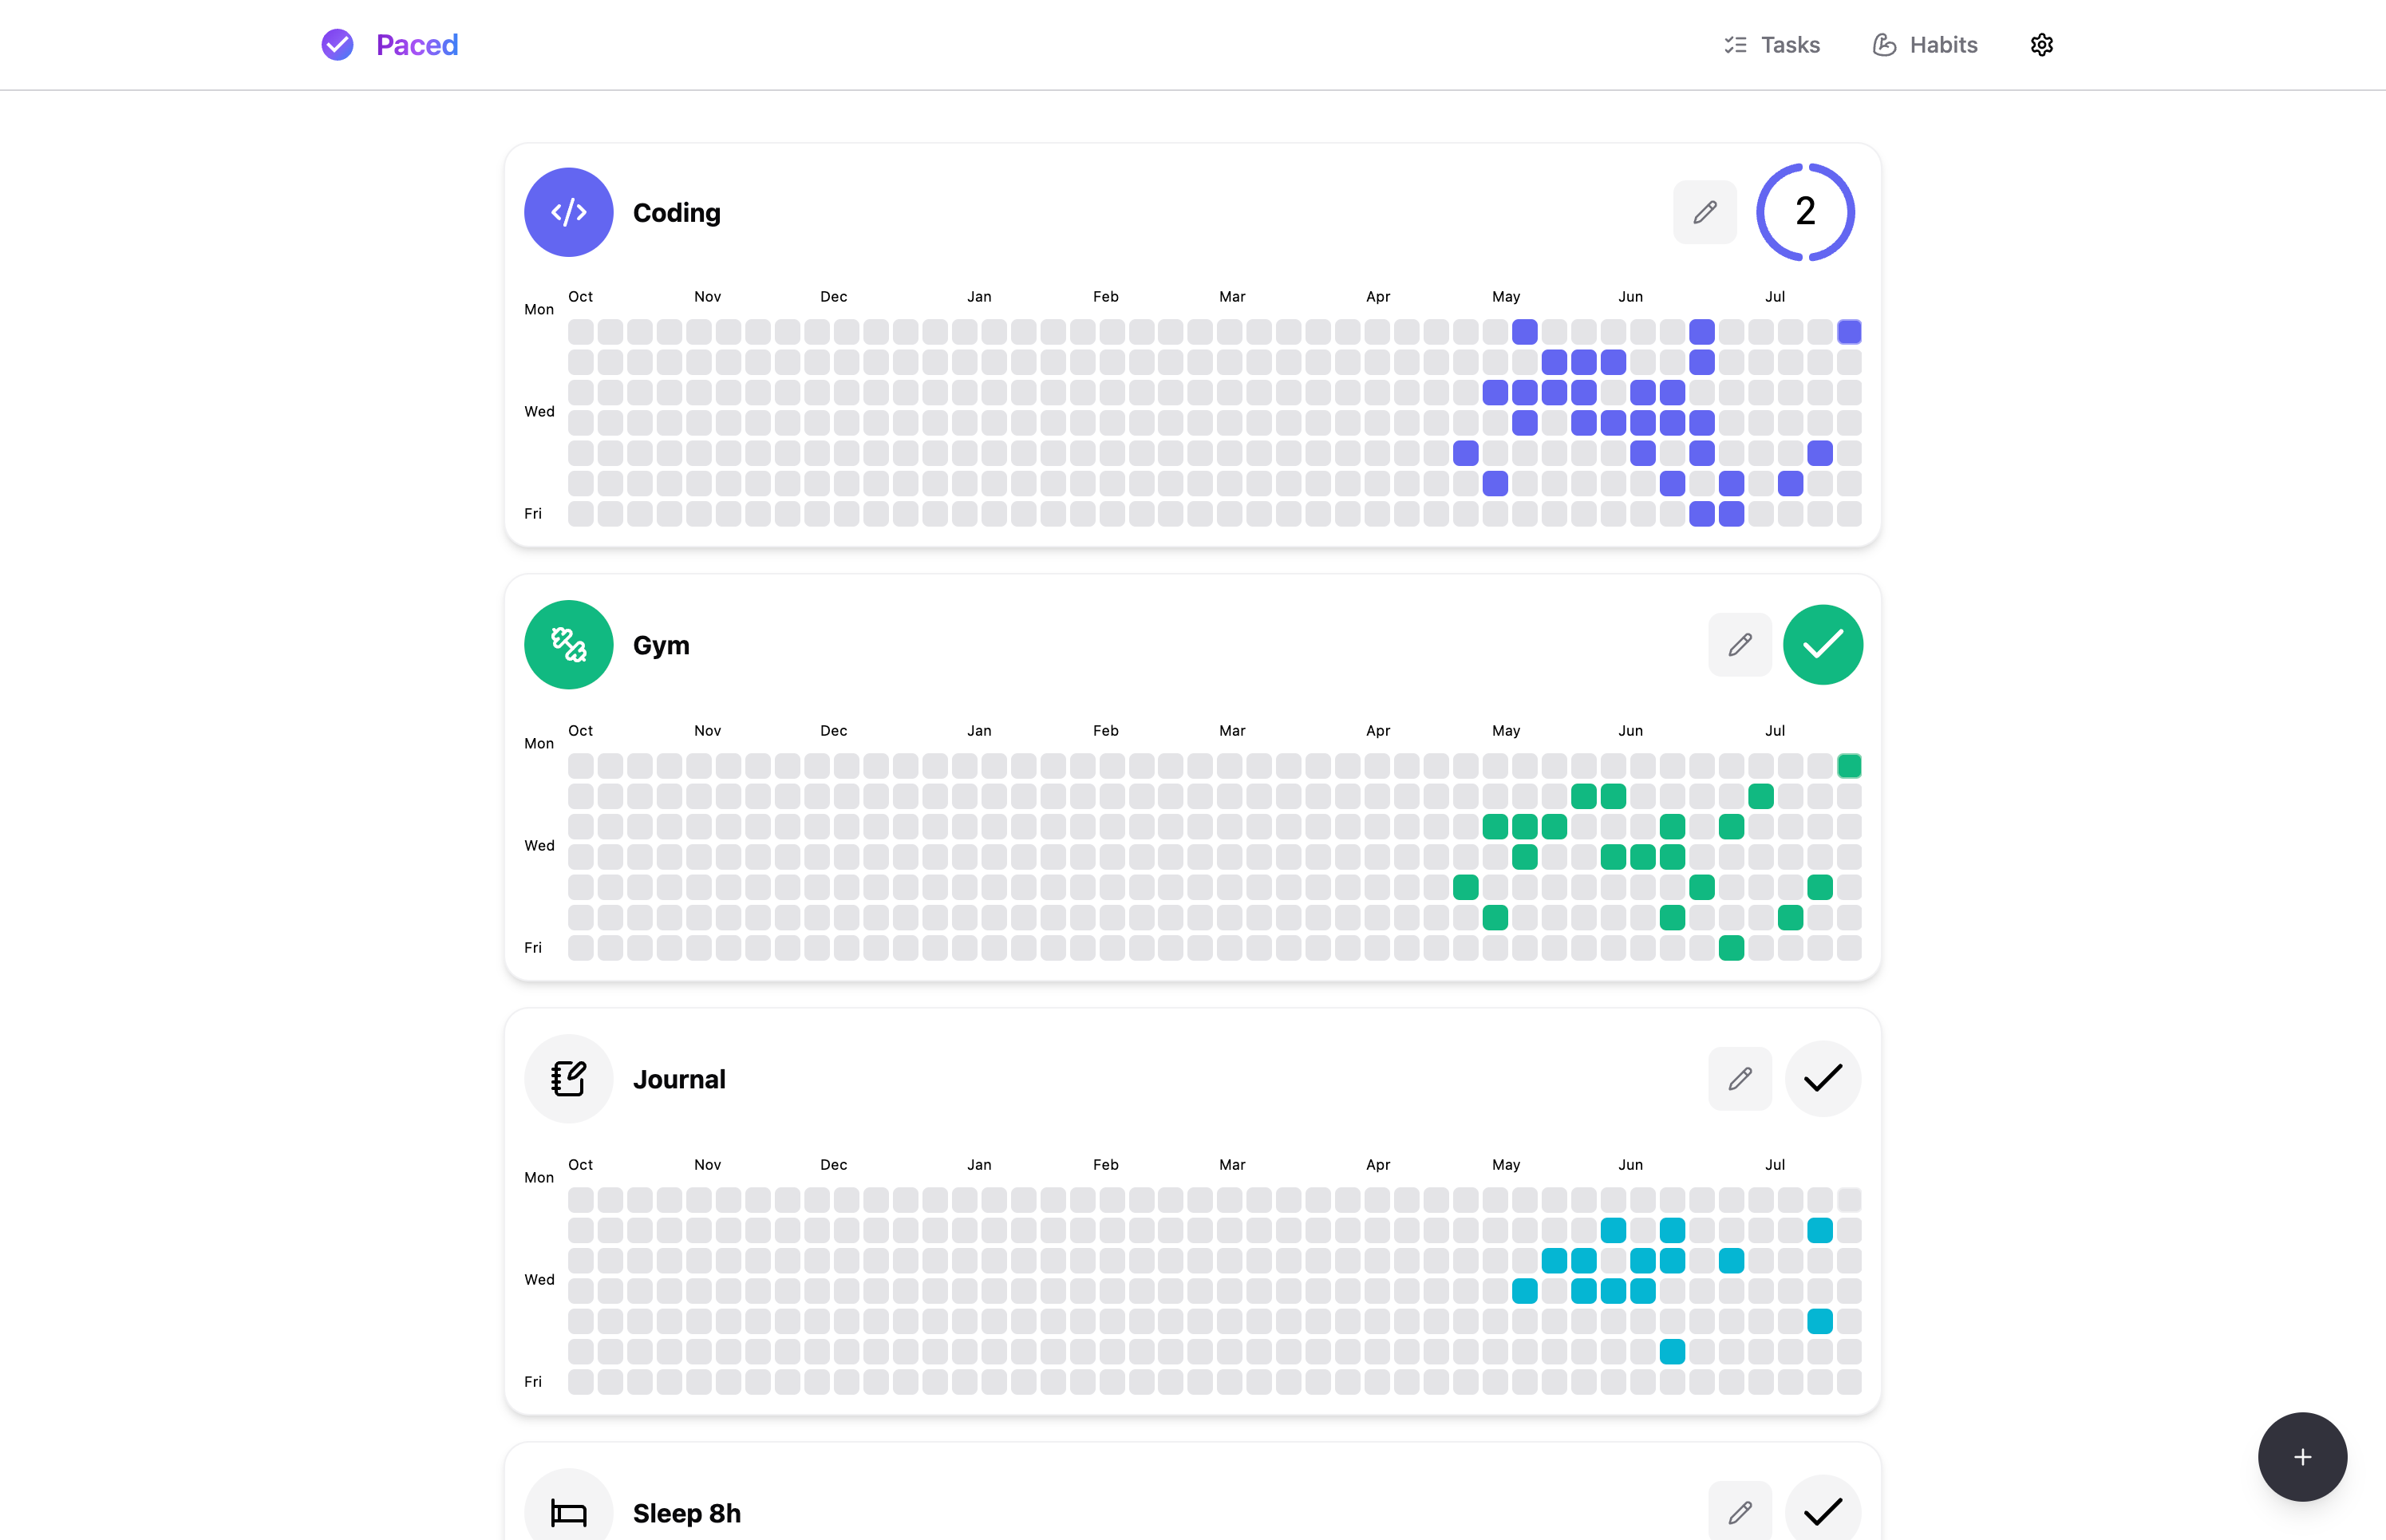 Paced
Tasks
Habits
Coding
2
Oct Nov Dec Jan Feb Mar Apr May Jun Jul
Mon
Wed
Fri
Gym
Oct Nov Dec Jan Feb Mar Apr May Jun Jul
Mon
Wed
Fri
Journal
Oct Nov Dec Jan Feb Mar Apr May Jun Jul
Mon
Wed
Fri
Sleep 8h